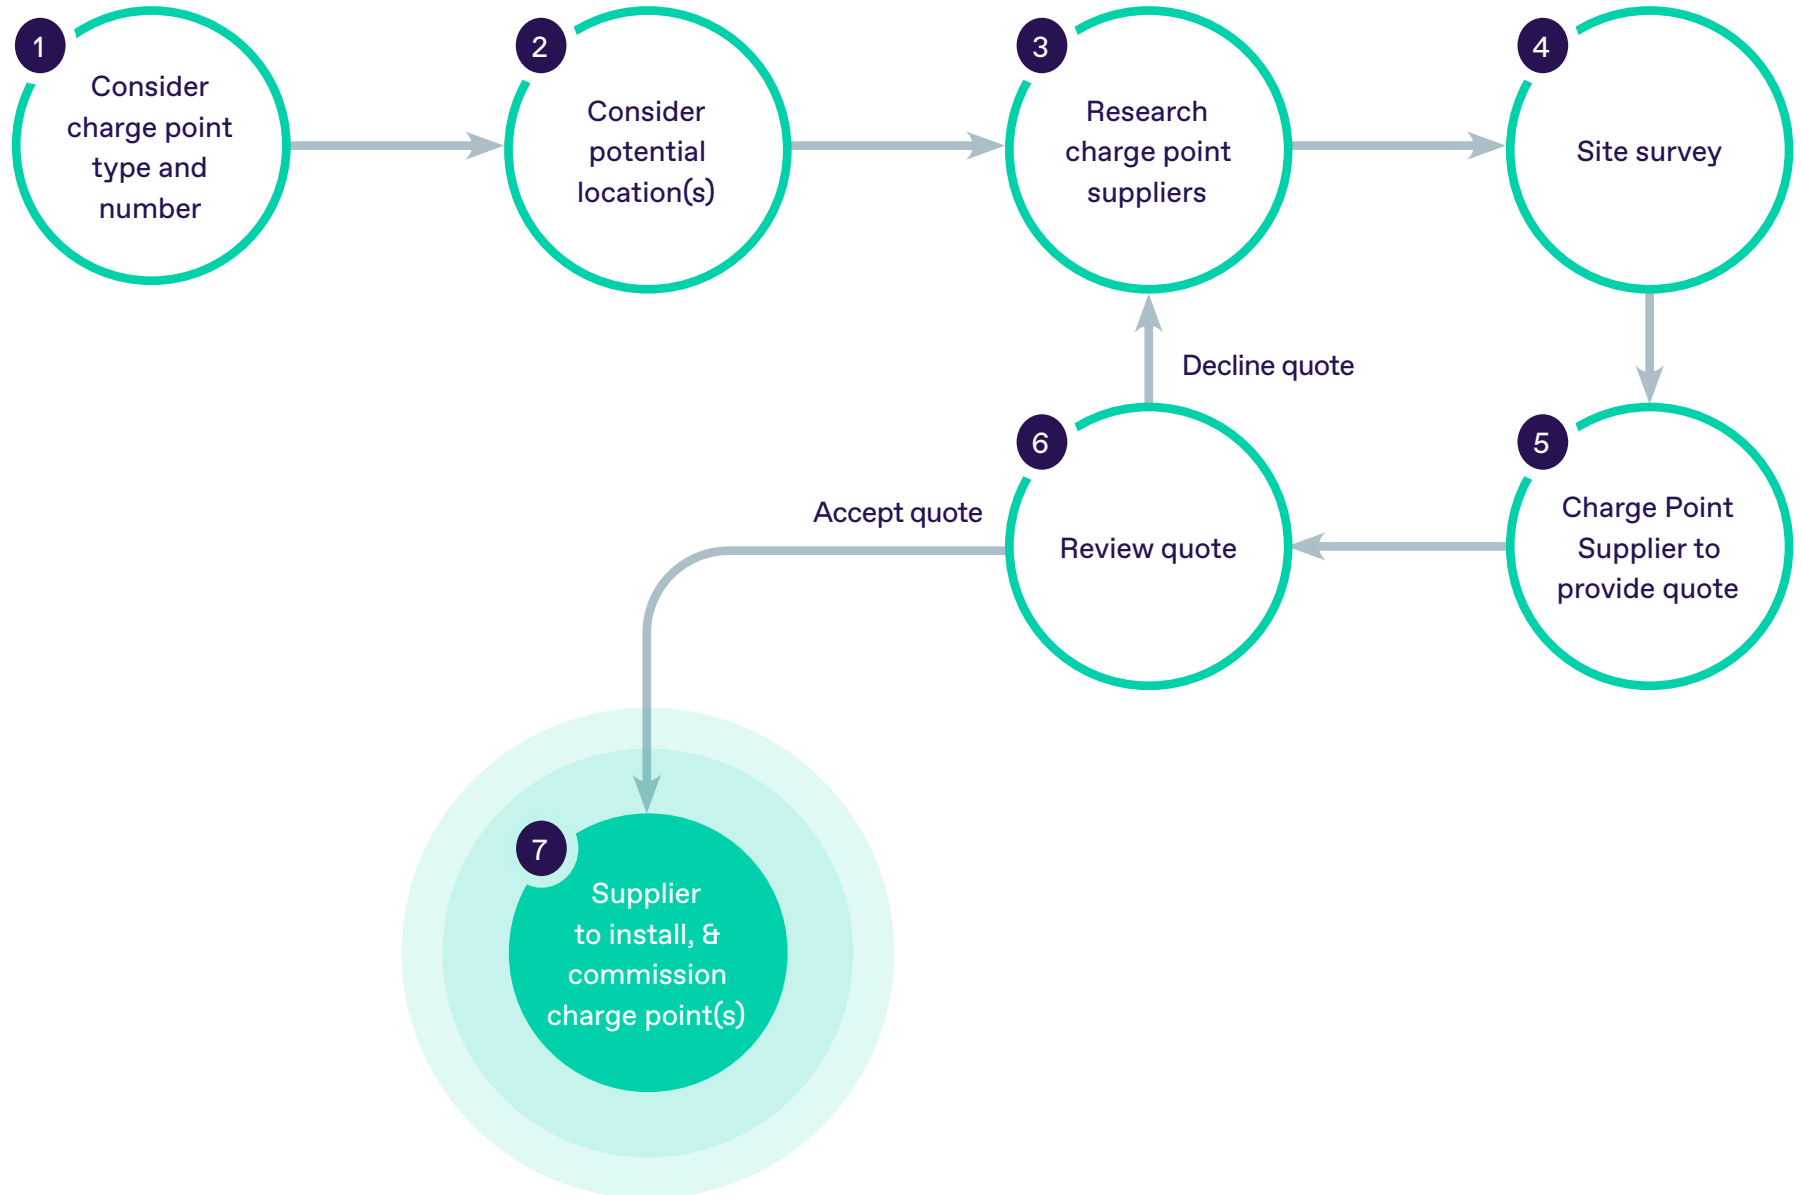 1
Consider
charge point
type and
number
2
Consider
potential
location(s)
3
Research
charge point
suppliers
4
Site survey
Decline quote
5
Charge Point
Supplier to
provide quote
6
Review quote
Accept quote
7
Supplier
to install, &
commission
charge point(s)